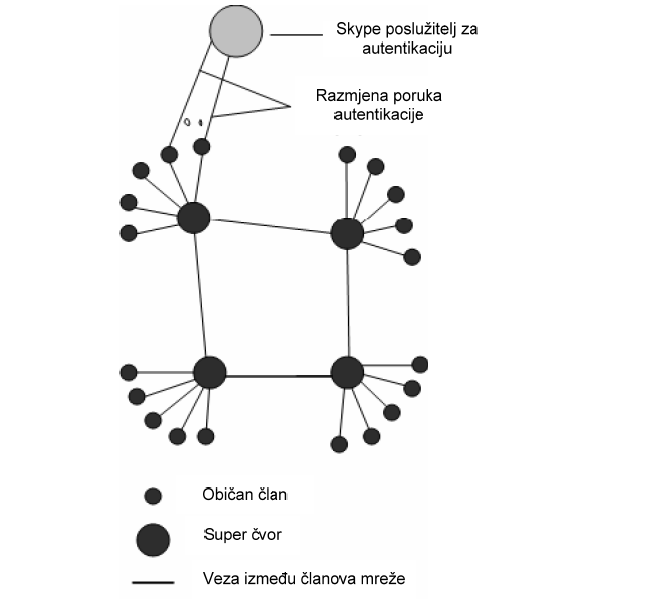 Skype poslužitelj za
autentikaciju
Razmjena poruka
autentikacije
Običan član
Super čvor
Veza između članova mreže